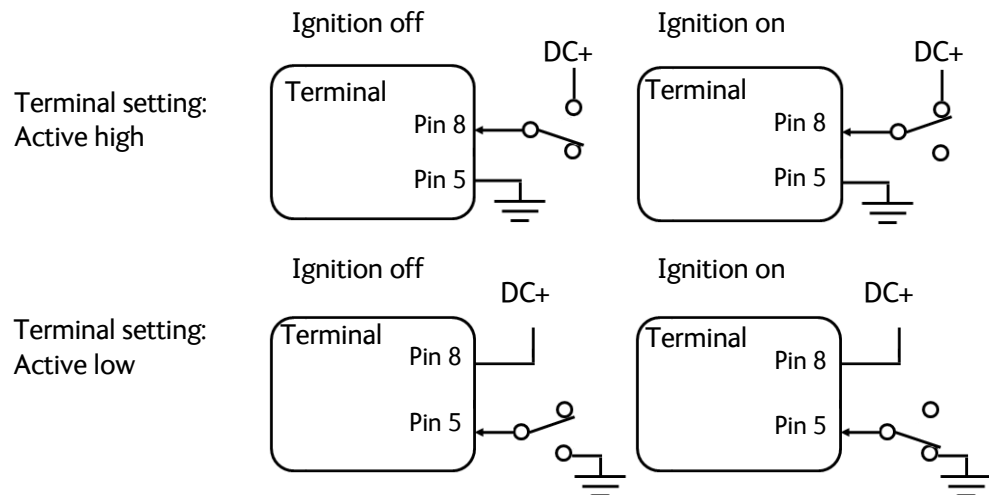 Ignition off
Ignition on
DC+
DC+
Terminal setting:
Active high
Terminal
Pin 8
Pin 5
Terminal
Pin 8
Pin 5
Ignition off
Ignition on
DC+
DC+
Terminal setting:
Active low
Terminal
Pin 8
Pin 5
Terminal
Pin 8
Pin 5